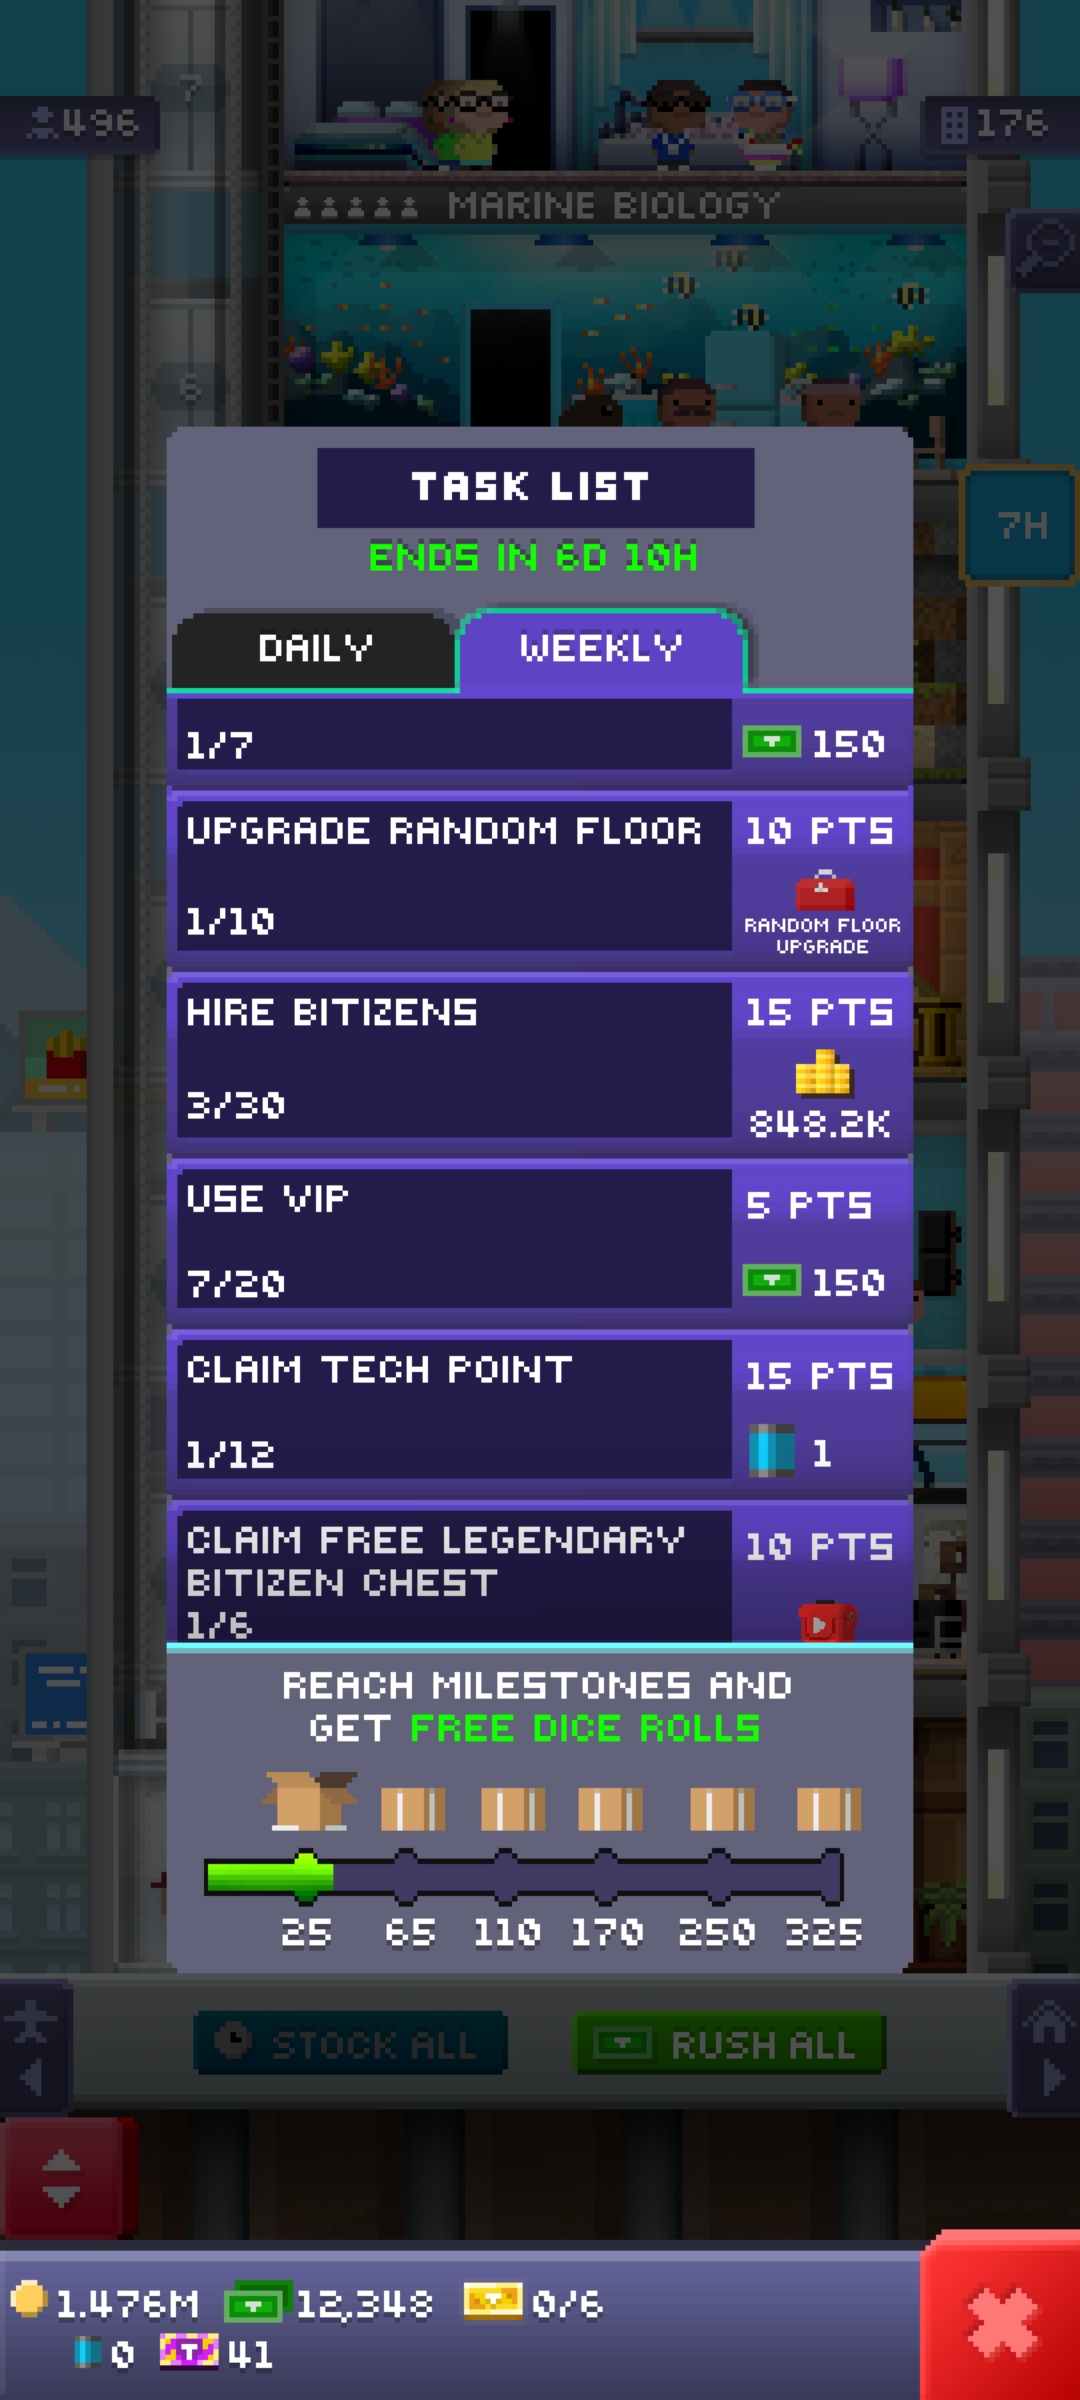 7
496
176
MARINE BIOLOGY
6
TASK LIST
7H
ENDS IN 6D 10H
DAILY
WEEKLY
1/7
150
UPGRADE RANDOM FLOOR
10 PTS
1/10
RANDOM FLOOR
UPGRADE
HIRE BITIZENS
15 PTS
3/30
848.2K
USE VIP
5 PTS
7/20
150
CLAIM TECH POINT
15 PTS
1/12
1
CLAIM FREE LEGENDARY
BITIZEN CHEST
10 PTS
1/6
REACH MILESTONES AND
GET FREE DICE ROLLS
25 65 110 170 250 325
STOCK ALL
RUSH ALL
1.476M 12,348 0/6
0 41